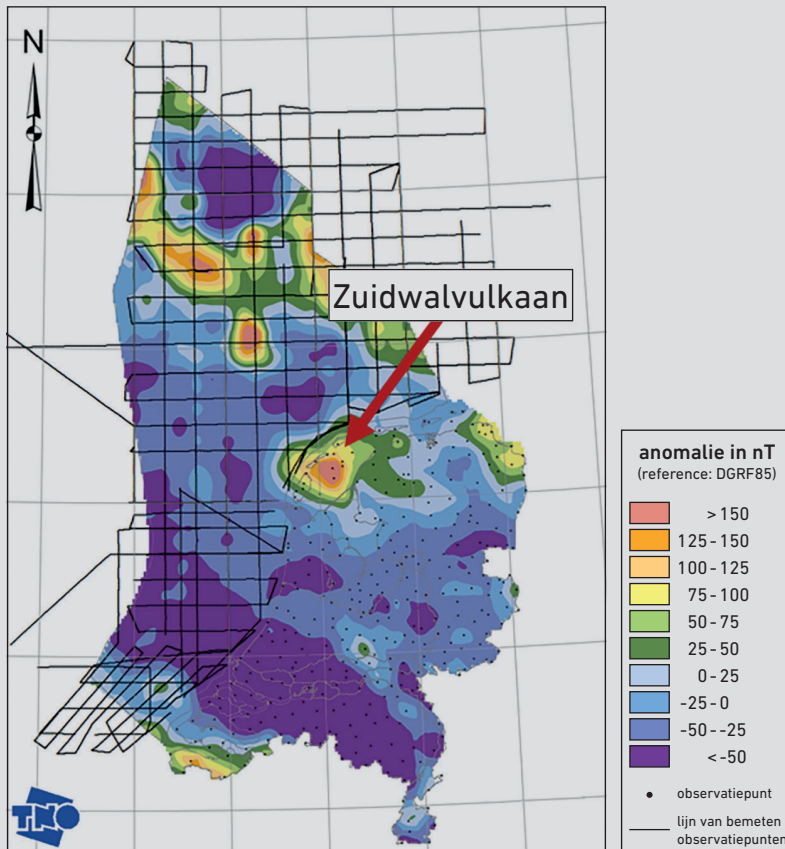 N
Zuidwalvulkaan
TNO
anomalie in nT
(reference: DGRF85)
> 150
125 - 150
100 - 125
75 - 100
50 - 75
25 - 50
0 - 25
-25 - 0
-50 - -25
< -50
observatiepunt
lijn van bemeten
observatiepunten